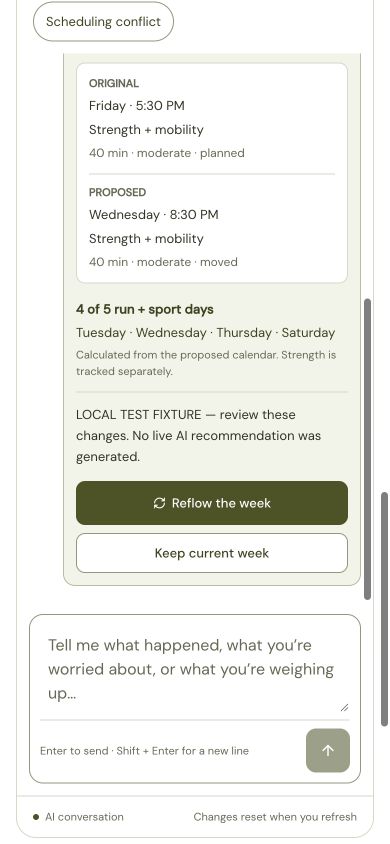 Scheduling conflict
ORIGINAL
Friday · 5:30 PM
Strength + mobility
40 min · moderate · planned
PROPOSED
Wednesday · 8:30 PM
Strength + mobility
40 min · moderate · moved
4 of 5 run + sport days
Tuesday · Wednesday · Thursday · Saturday
Calculated from the proposed calendar. Strength is
tracked separately.
LOCAL TEST FIXTURE — review these
changes. No live AI recommendation was
generated.
Reflow the week
Keep current week
Tell me what happened, what you're
worried about, or what you're weighing
up...
Enter to send · Shift + Enter for a new line
AI conversation
Changes reset when you refresh